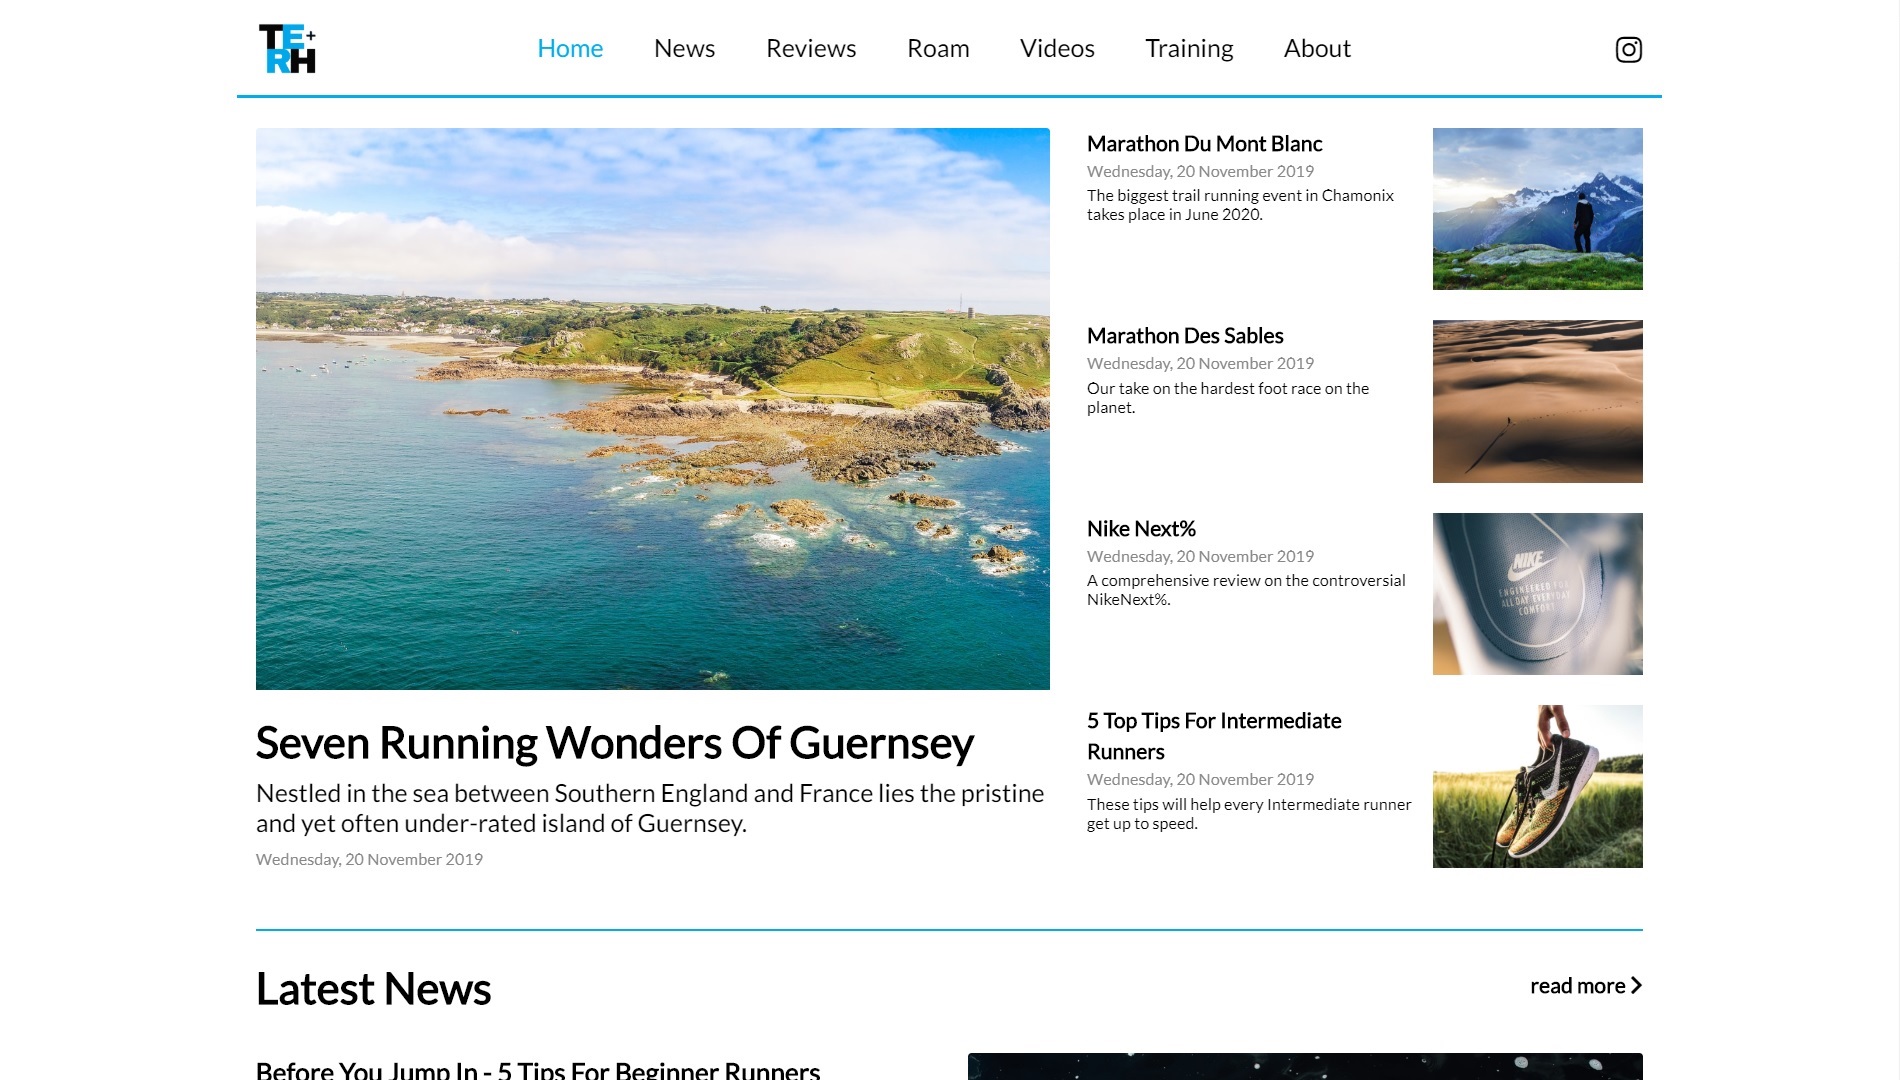 TE+
RH
Home News Reviews Roam Videos Training About
Marathon Du Mont Blanc
Wednesday, 20 November 2019
The biggest trail running event in Chamonix
takes place in June 2020.
Marathon Des Sables
Wednesday, 20 November 2019
Our take on the hardest foot race on the
planet.
Nike Next%
Wednesday, 20 November 2019
A comprehensive review on the controversial
NikeNext%.
NIKE
ENGINEERED FOR
ALL DAY EVERYDAY
COMFORT
5 Top Tips For Intermediate
Runners
Wednesday, 20 November 2019
These tips will help every Intermediate runner
get up to speed.
Seven Running Wonders Of Guernsey
Nestled in the sea between Southern England and France lies the pristine
and yet often under-rated island of Guernsey.
Wednesday, 20 November 2019
Latest News
read more
Before You Jump In - 5 Tips For Beginner Runners